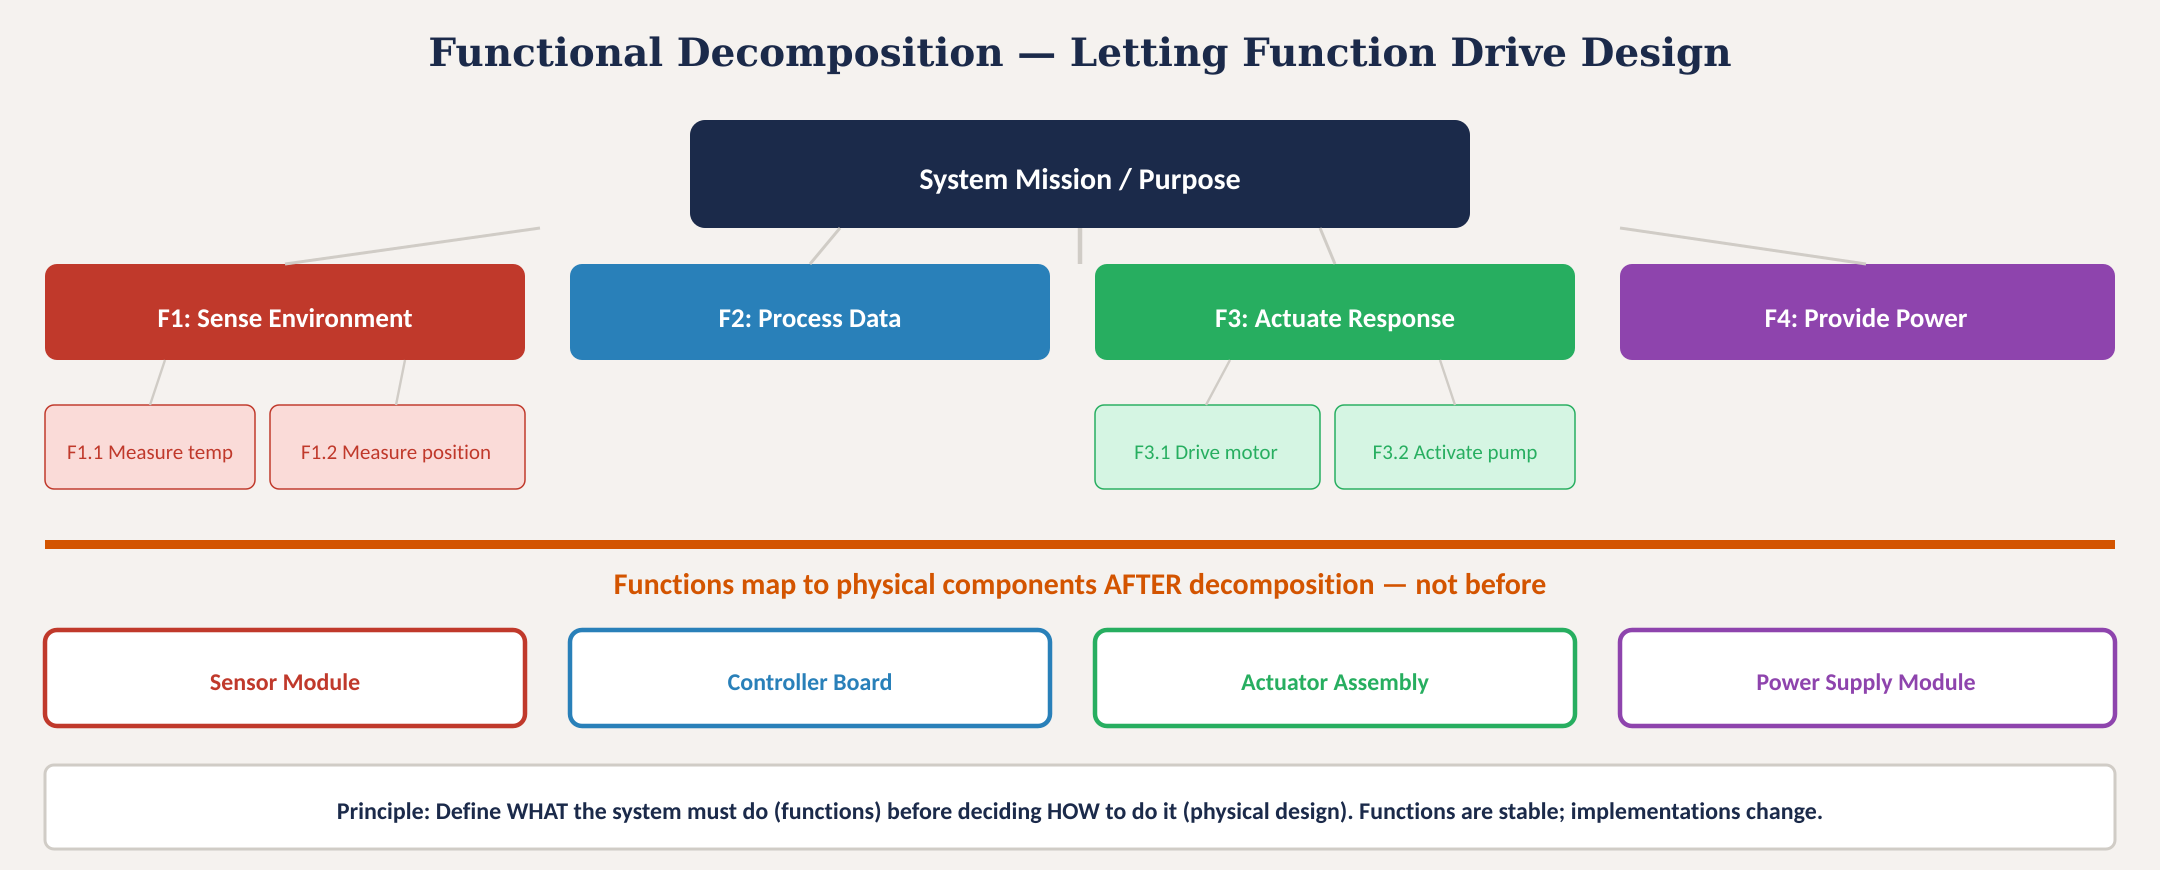 Functional Decomposition — Letting Function Drive Design
System Mission / Purpose
F1: Sense Environment
F2: Process Data
F3: Actuate Response
F4: Provide Power
F1.1 Measure temp
F1.2 Measure position
F3.1 Drive motor
F3.2 Activate pump
Functions map to physical components AFTER decomposition — not before
Sensor Module
Controller Board
Actuator Assembly
Power Supply Module
Principle: Define WHAT the system must do (functions) before deciding HOW to do it (physical design). Functions are stable; implementations change.